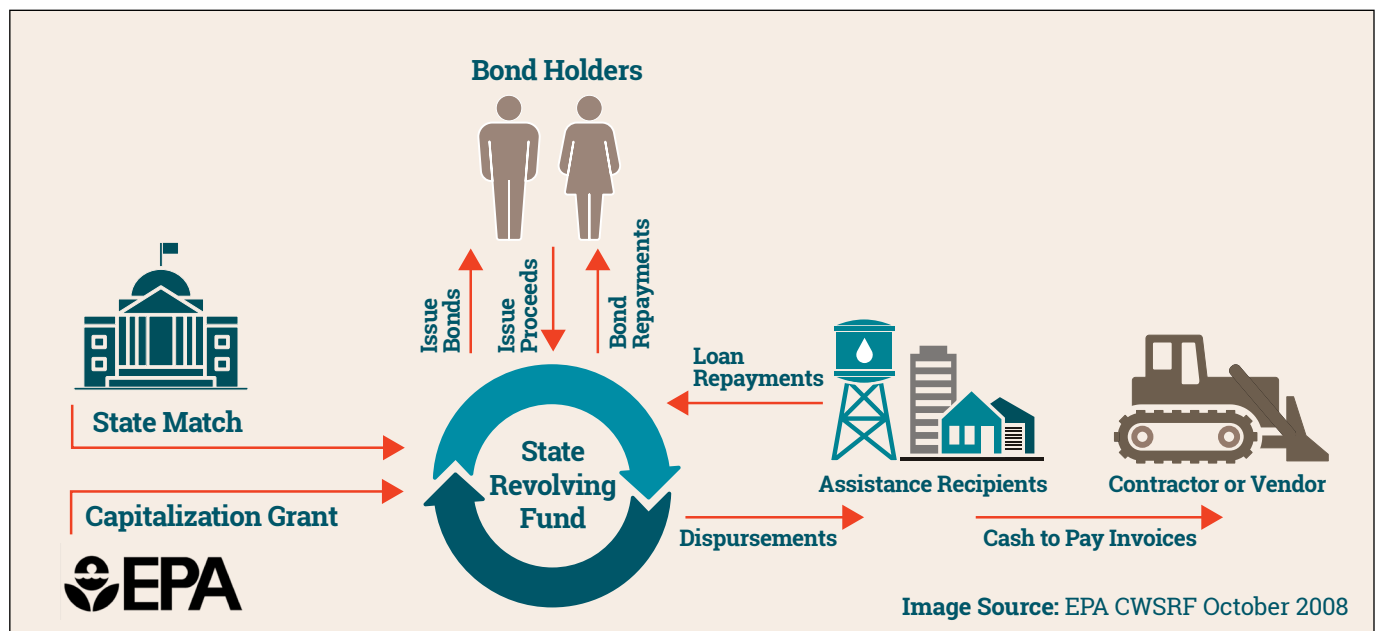 Bond Holders
Issue
Bonds
Issue
Proceeds
Bond
Repayments
State Match
Capitalization Grant
EPA
State
Revolving
Fund
Loan
Repayments
Assistance Recipients
Contractor or Vendor
Dispursements
Cash to Pay Invoices
Image Source: EPA CWSRF October 2008